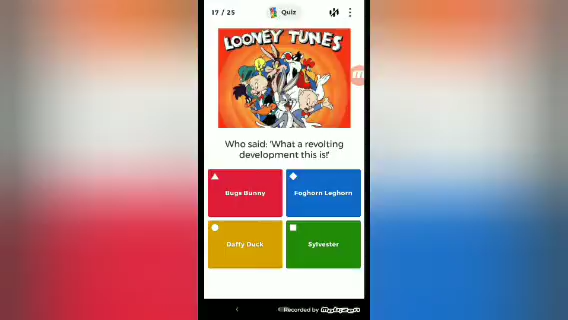 17 / 25
Quiz
LOONEY TUNES
Who said: 'What a revolting
development this is!'
Bugs Bunny
Foghorn Leghorn
Daffy Duck
Sylvester
Recorded by